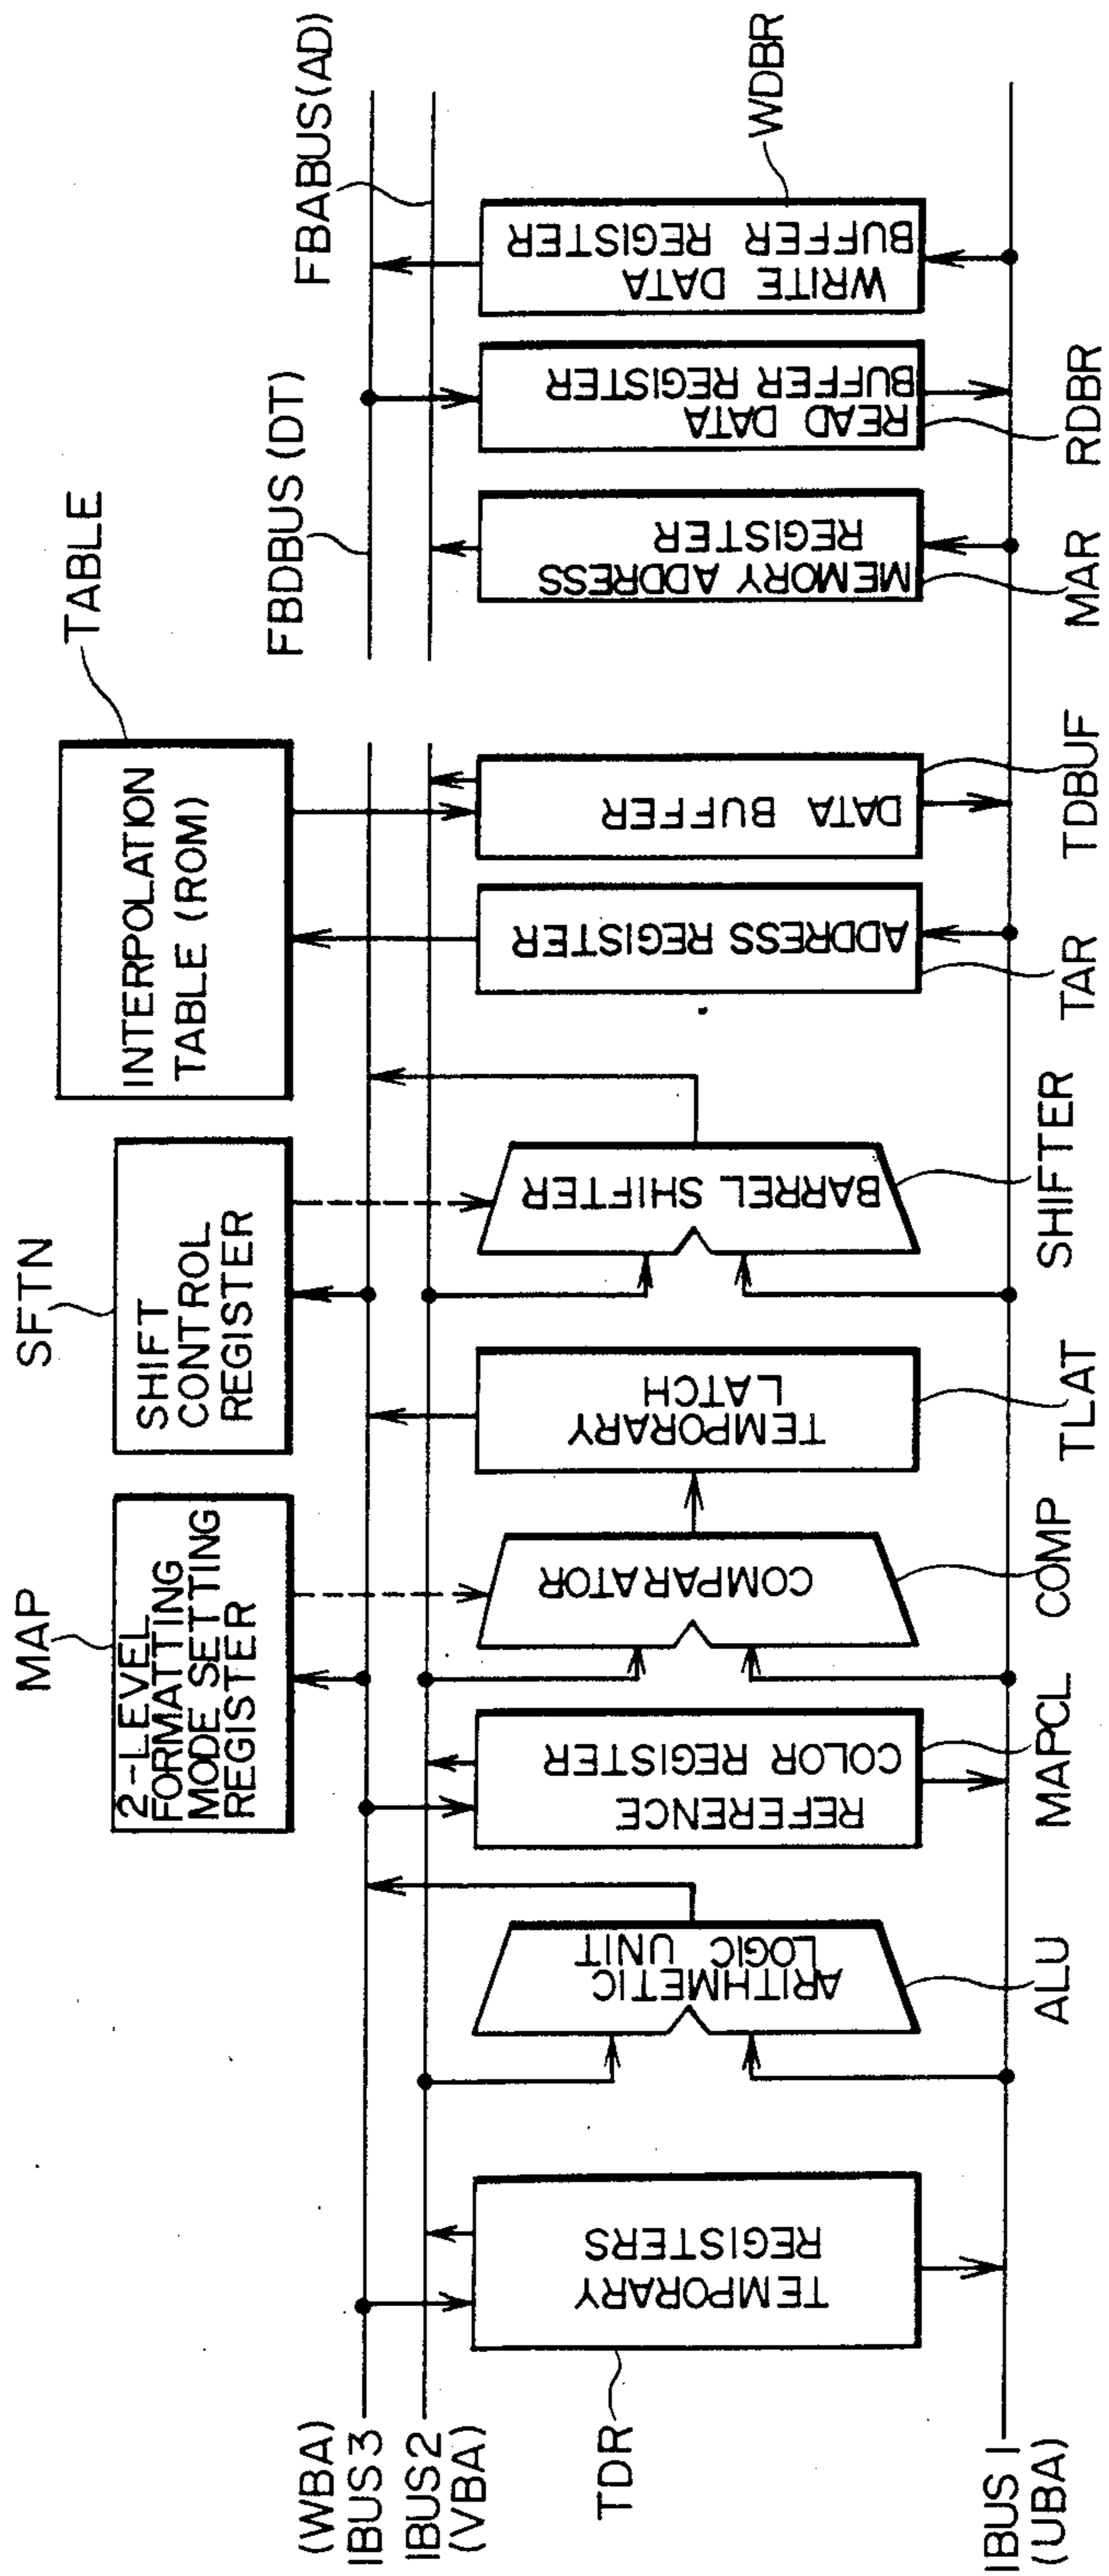 (WBA)
IBUS3
IBUS2
(VBA)
IBUS1
(UBA)
TDR
TEMPORARY
REGISTERS
ARITHMETIC
LOGIC UNIT
ALU
MAP
2-LEVEL
FORMATTING
MODE SETTING
REGISTER
REFERENCE
COLOR REGISTER
MAPCL
COMPARATOR
COMP
TEMPORARY
LATCH
TLAT
SFTN
SHIFT
CONTROL
REGISTER
BARREL SHIFTER
SHIFTER
TABLE
INTERPOLATION
TABLE (ROM)
ADDRESS REGISTER
TAR
DATA BUFFER
TDBUF
FBDBUS (DT)
FBABUS(AD)
MEMORY ADDRESS
REGISTER
MAR
READ DATA
BUFFER REGISTER
RDBR
WRITE DATA
BUFFER REGISTER
WDBR